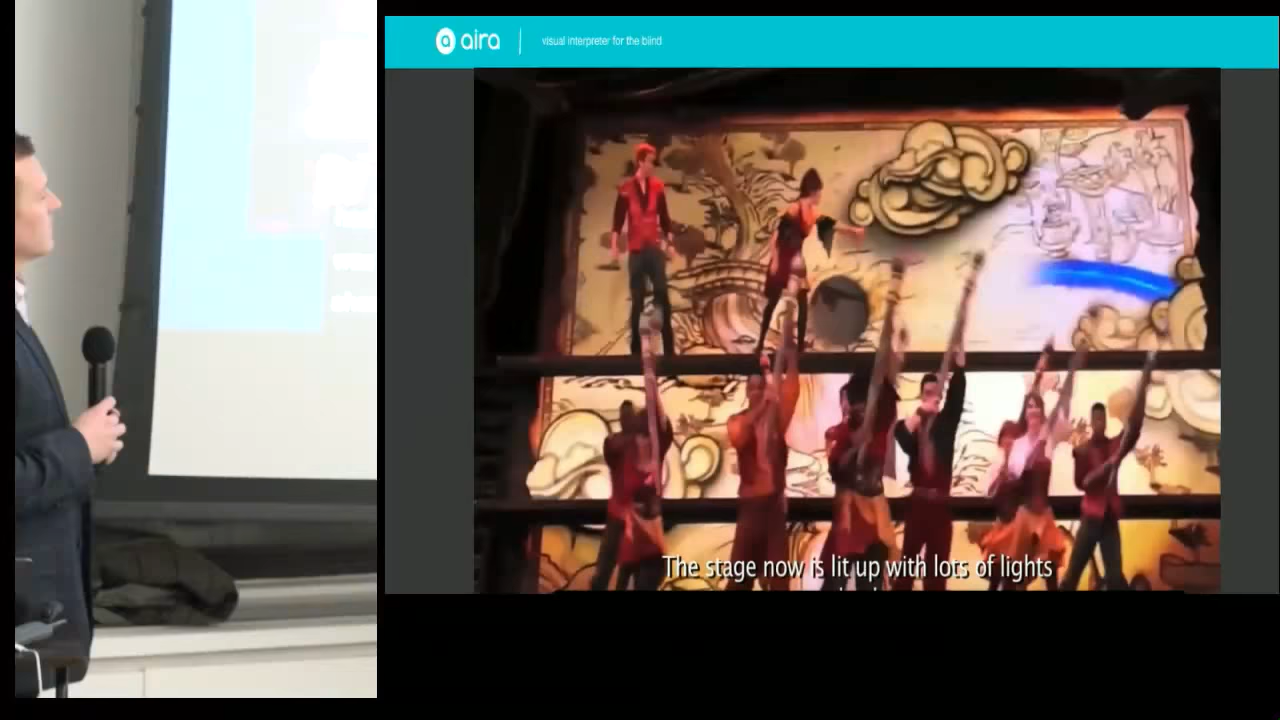 a aira
visual interpreter for the blind
The stage now is lit up with lots of lights